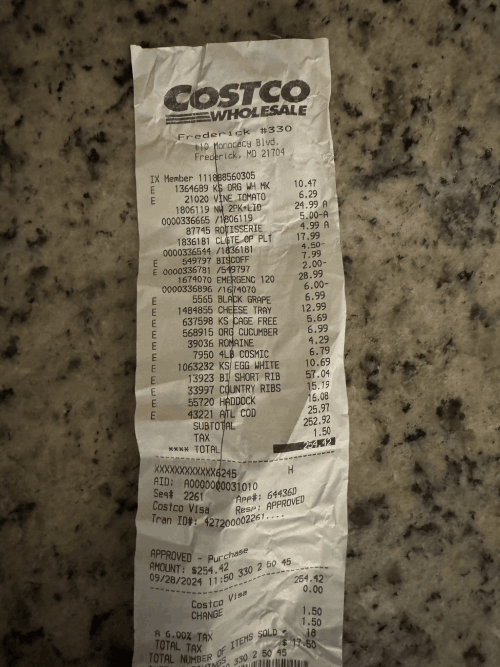 COSTCO
WHOLESALE
Frederick #330
110 Monocacy Blvd.
Frederick, MD 21704
IX Member 111888560305
E 1364689 KS ORG WH MK 10.47
E 21020 VINE TOMATO 6.29
1806119 NW 2PK+LID 24.99 A
0000336665 /1806119 5.00-A
87745 ROTISSERIE 4.99 A
1836181 CLGTE OP PLT 17.99
0000336544 /1836181 4.50-
E 549797 BISCOFF 7.99
E 0000336781 /549797 2.00-
1674070 EMERGENC 120 28.99
0000336896 /1674070 6.00-
E 5565 BLACK GRAPE 6.99
E 1484855 CHEESE TRAY 12.99
E 637598 KS CAGE FREE 5.69
E 568915 ORG CUCUMBER 6.99
E 39036 ROMAINE 4.29
E 7950 4LB COSMIC 6.79
E 1063232 KS EGG WHITE 10.69
E 13923 BI SHORT RIB 57.04
E 33997 COUNTRY RIBS 15.19
E 55720 HADDOCK 16.08
E 43221 ATL COD 25.97
SUBTOTAL 252.92
TAX 1.50
**** TOTAL 254.42
XXXXXXXXXXXX6245 H
AID: A0000000031010
Seq# 2261 App#: 64436D
Costco Visa Resp: APPROVED
Tran ID#: 427200002261....
APPROVED - Purchase
AMOUNT: $254.42
09/28/2024 11:50 330 2 50 45
Costco Visa 254.42
CHANGE 0.00
A 6.00% TAX 1.50
TOTAL TAX 1.50
TOTAL NUMBER OF ITEMS SOLD = 18
$ 17.50
330 2 50 45